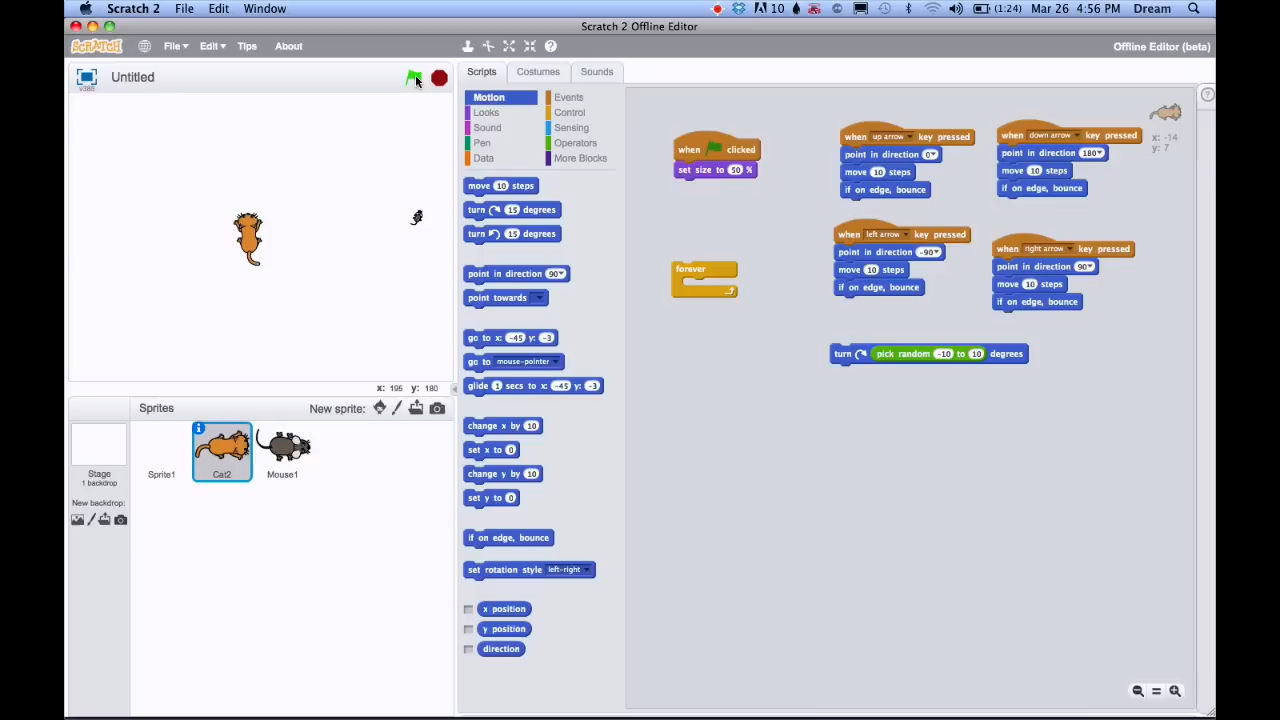 Scratch 2 File Edit Window 10 (1:24) Mar 26 4:56 PM Dream
Scratch 2 Offline Editor
SCRATCH File Edit Tips About Offline Editor (beta)
v385 Untitled
Scripts Costumes Sounds
Motion Events
Looks Control
Sound Sensing
Pen Operators
Data More Blocks
move 10 steps
turn 15 degrees
turn 15 degrees
point in direction 90
point towards
go to x: -45 y: -3
go to mouse-pointer
glide 1 secs to x: -45 y: -3
change x by 10
set x to 0
change y by 10
set y to 0
if on edge, bounce
set rotation style left-right
x position
y position
direction
when clicked
set size to 50 %
forever
when up arrow key pressed
point in direction 0
move 10 steps
if on edge, bounce
when down arrow key pressed
point in direction 180
move 10 steps
if on edge, bounce
when left arrow key pressed
point in direction -90
move 10 steps
if on edge, bounce
when right arrow key pressed
point in direction 90
move 10 steps
if on edge, bounce
turn pick random -10 to 10 degrees
x: -14
y: 7
x: 196 y: 180
Sprites New sprite:
Stage
1 backdrop
New backdrop:
Sprite1
Cat2
Mouse1